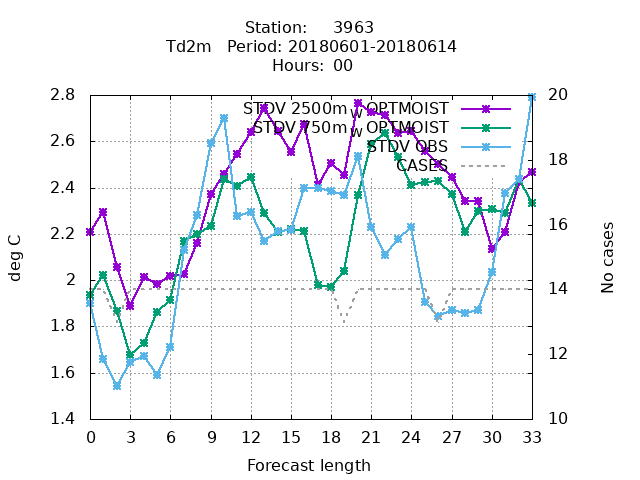 Station: 3963
Td2m Period: 20180601-20180614
Hours: 00
2.8
2.6
2.4
2.2
2
1.8
1.6
1.4
20
18
16
14
12
10
STDV 2500m W OPTMOIST
STDV 750m W OPTMOIST
STDV OBS
CASES
deg C
No cases
0 3 6 9 12 15 18 21 24 27 30 33
Forecast length